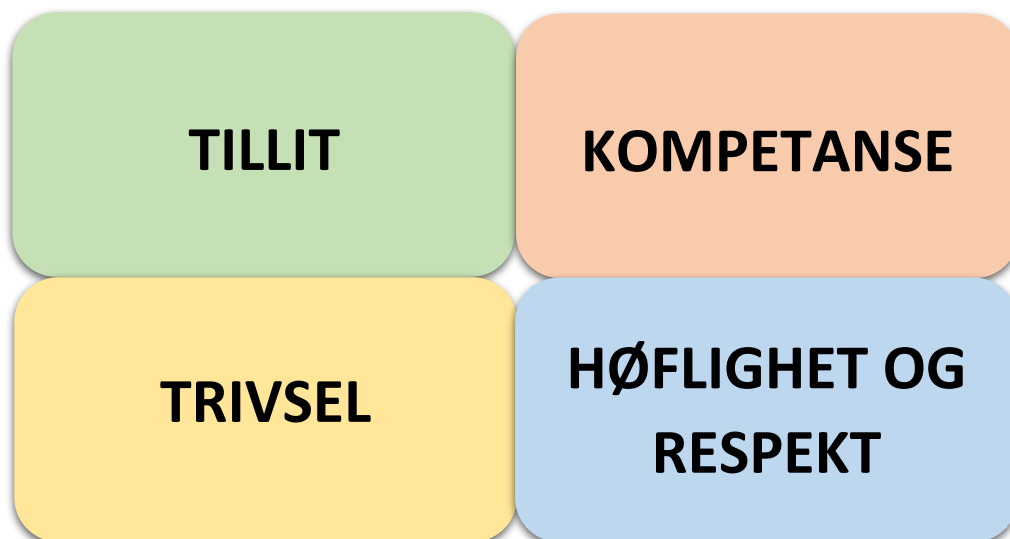 TILLIT
KOMPETANSE
TRIVSEL
HØFLIGHET OG
RESPEKT